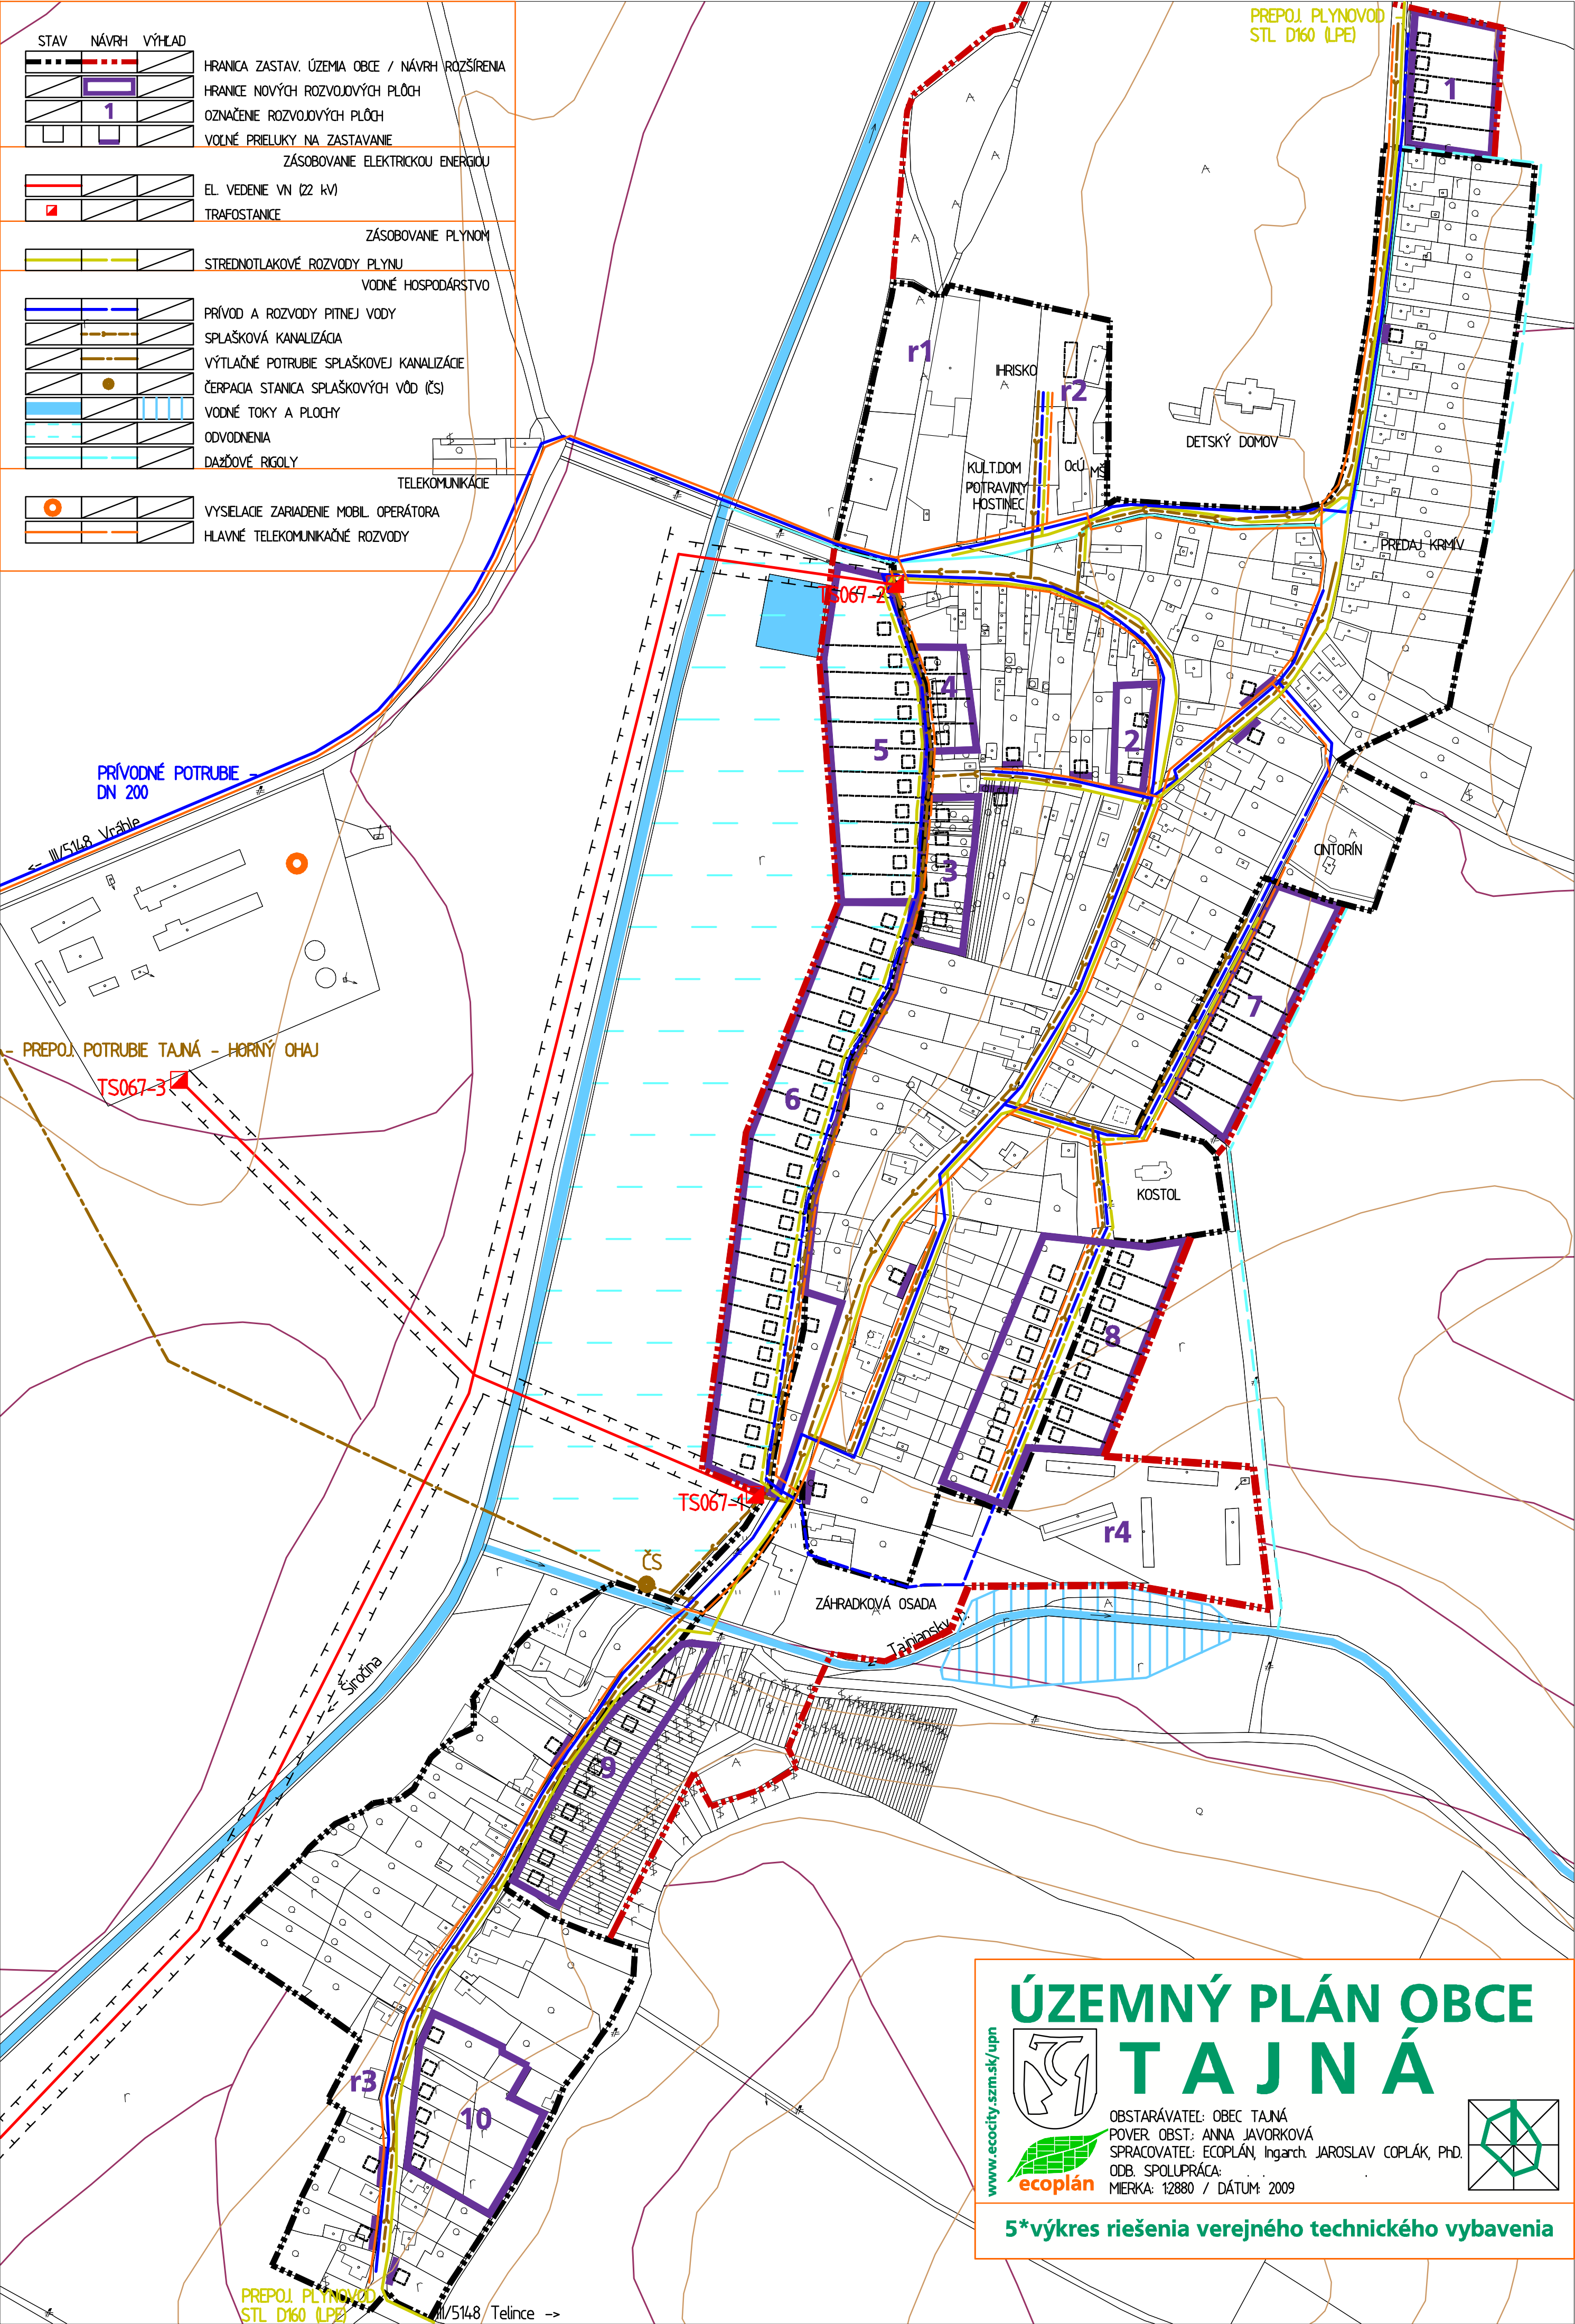 STAV NÁVRH VÝHĽAD
HRANICA ZASTAV. ÚZEMIA OBCE / NÁVRH ROZŠÍRENIA
HRANICE NOVÝCH ROZVOJOVÝCH PLÔCH
1 OZNAČENIE ROZVOJOVÝCH PLÔCH
VOĽNÉ PRIELUKY NA ZASTAVANIE
ZÁSOBOVANIE ELEKTRICKOU ENERGIOU
EL. VEDENIE VN (22 kV)
TRAFOSTANICE
ZÁSOBOVANIE PLYNOM
STREDNOTLAKOVÉ ROZVODY PLYNU
VODNÉ HOSPODÁRSTVO
PRÍVOD A ROZVODY PITNEJ VODY
SPLAŠKOVÁ KANALIZÁCIA
VÝTLAČNÉ POTRUBIE SPLAŠKOVEJ KANALIZÁCIE
ČERPACIA STANICA SPLAŠKOVÝCH VÔD (ČS)
VODNÉ TOKY A PLOCHY
ODVODNENIA
DAžĎOVÉ RIGOLY
TELEKOMUNIKÁCIE
VYSIELACIE ZARIADENIE MOBIL. OPERÁTORA
HLAVNÉ TELEKOMUNIKAČNÉ ROZVODY
PREPOJ. PLYNOVOD -
STL D160 (LPE)
1
r1
IHRISKO
r2
DETSKÝ DOMOV
KULT.DOM
POTRAVINY
HOSTINEC
OcÚ
MŠ
PREDAJ KRMÍV
TS067-2
4
2
5
PRÍVODNÉ POTRUBIE -
DN 200
<- III/5148 Vráble
3
CINTORÍN
7
- PREPOJ. POTRUBIE TAJNÁ - HORNÝ OHAJ
TS067-3
6
KOSTOL
8
TS067-1
r4
ČS
ZÁHRADKOVÁ OSADA
Tajniansky p.
<- Širočina
9
r3
10
PREPOJ. PLYNOVOD
STL D160 (LPE)
III/5148 Telince ->
ÚZEMNÝ PLÁN OBCE
TAJNÁ
www.ecocity.szm.sk/upn
OBSTARÁVATEĽ: OBEC TAJNÁ
POVER. OBST.: ANNA JAVORKOVÁ
SPRACOVATEĽ: ECOPLÁN, Ing.arch. JAROSLAV COPLÁK, PhD.
ODB. SPOLUPRÁCA:
MIERKA: 1:2880 / DÁTUM: 2009
ecoplán
5*výkres riešenia verejného technického vybavenia